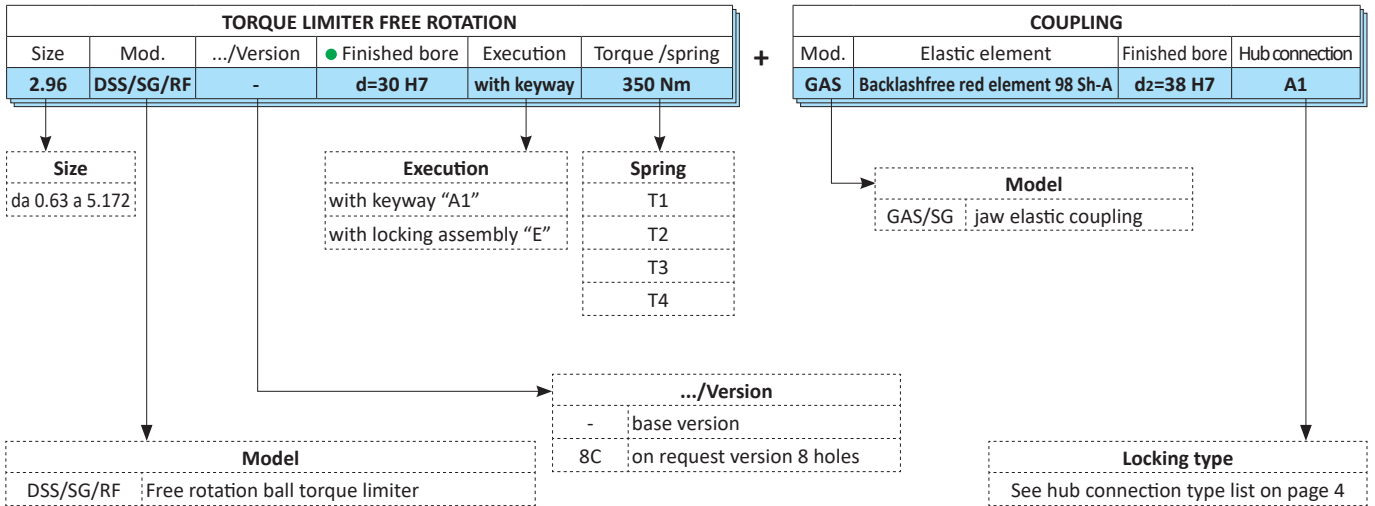 TORQUE LIMITER FREE ROTATION
Size Mod. .../Version ● Finished bore Execution Torque /spring
2.96 DSS/SG/RF - d=30 H7 with keyway 350 Nm
+
COUPLING
Mod. Elastic element Finished bore Hub connection
GAS Backlashfree red element 98 Sh-A d2=38 H7 A1
Size
da 0.63 a 5.172
Execution
with keyway “A1”
with locking assembly “E”
Spring
T1
T2
T3
T4
Model
GAS/SG jaw elastic coupling
.../Version
- base version
8C on request version 8 holes
Model
DSS/SG/RF Free rotation ball torque limiter
Locking type
See hub connection type list on page 4